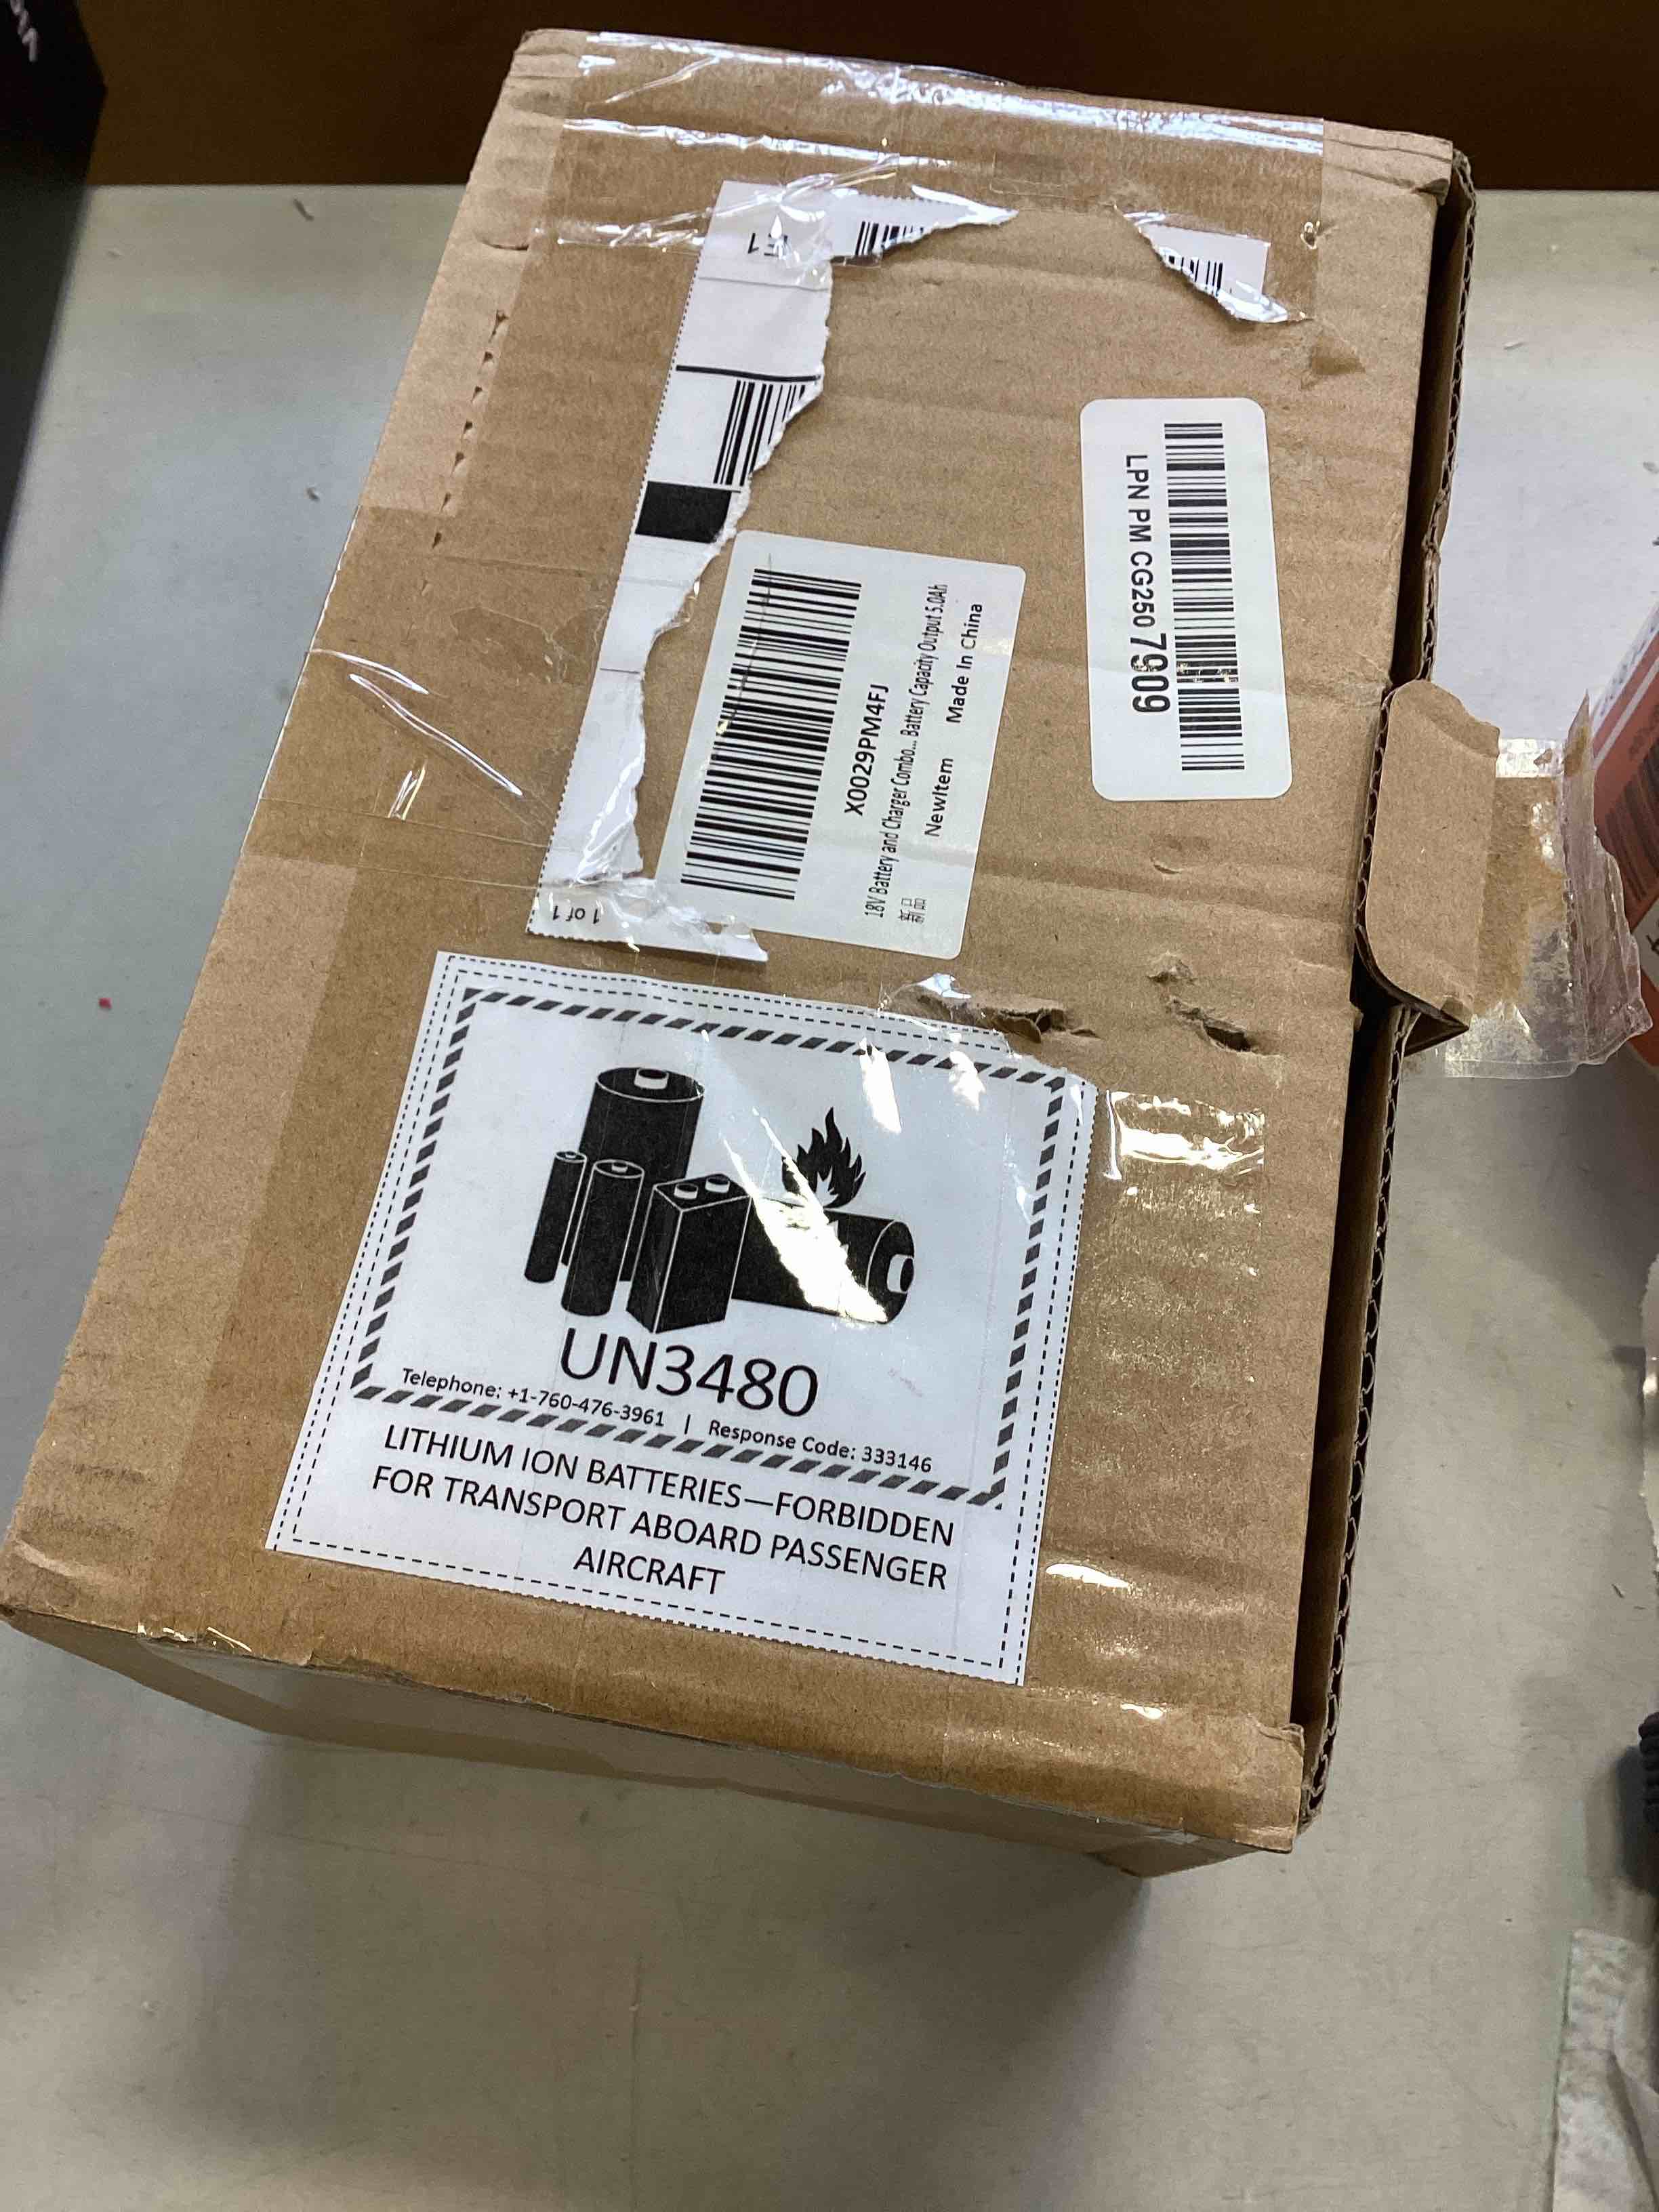 F1
LPN PM CG2507909
X0029PM4FJ
18V Battery and Charger Combo... Battery Capacity Output 5.0Ah
NewItem Made In China
新品
1 of 1
UN3480
Telephone: +1-760-476-3961 | Response Code: 333146
LITHIUM ION BATTERIES—FORBIDDEN
FOR TRANSPORT ABOARD PASSENGER
AIRCRAFT